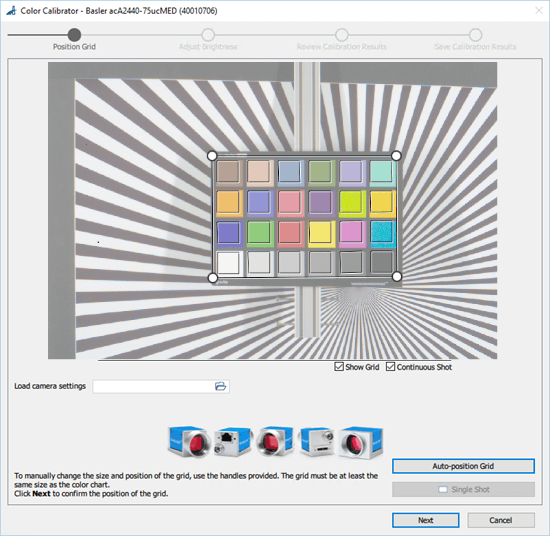 Color Calibrator - Basler acA2440-75ucMED (40010706)
Position Grid
Adjust Brightness
Review Calibration Results
Save Calibration Results
Show Grid
Continuous Shot
Load camera settings
To manually change the size and position of the grid, use the handles provided. The grid must be at least the
same size as the color chart.
Click Next to confirm the position of the grid.
Auto-position Grid
Single Shot
Next
Cancel